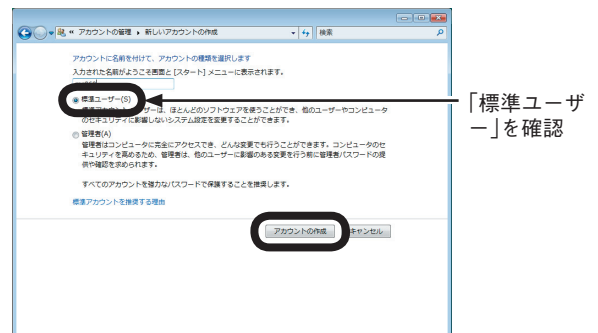 « アカウントの管理 ▸ 新しいアカウントの作成
検索
アカウントに名前を付けて、アカウントの種類を選択します
入力された名前がようこそ画面と [スタート] メニューに表示されます。
標準ユーザー(S)
ーは、ほとんどのソフトウェアを使うことができ、他のユーザーやコンピュータ
のセキュリティに影響しないシステム設定を変更することができます。
管理者(A)
管理者はコンピュータに完全にアクセスでき、どんな変更でも行うことができます。コンピュータのセ
キュリティを高めるため、管理者は、他のユーザーに影響のある変更を行う前に管理者パスワードの提
供や確認を求められます。
すべてのアカウントを強力なパスワードで保護することを推奨します。
標準アカウントを推奨する理由
アカウントの作成
キャンセル
「標準ユーザ
ー」を確認